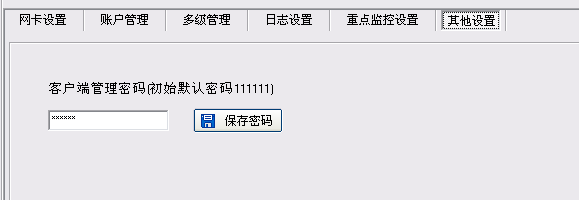 网卡设置 账户管理 多级管理 日志设置 重点监控设置 其他设置
客户端管理密码(初始默认密码111111)
****** 保存密码